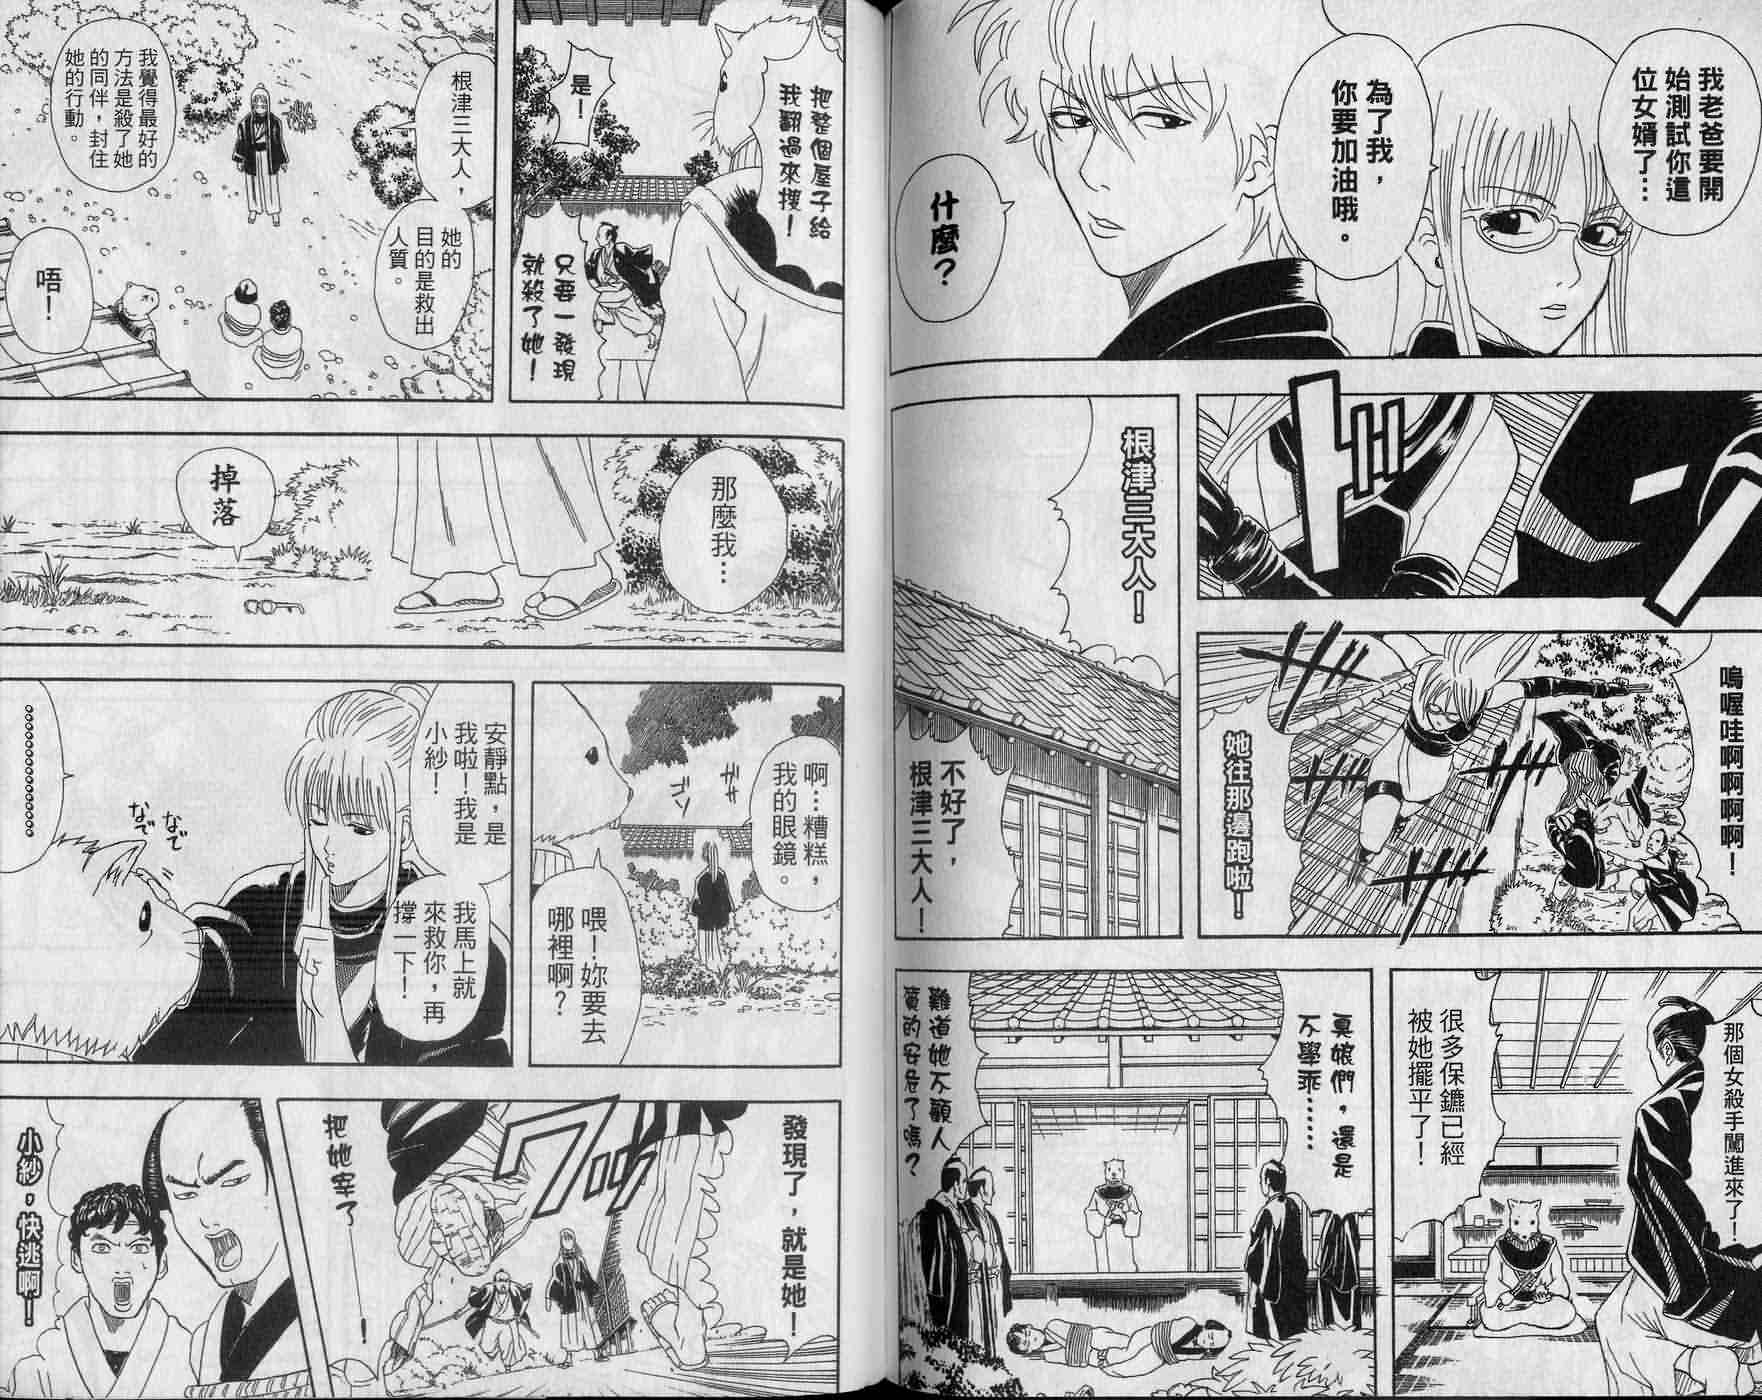 我老爸要開
始測試你這
位女婿了…
為了我，
你要加油哦。
什麼？
嗚喔哇啊啊啊啊！
她往那邊跑啦！
根津三大人！
不好了，
根津三大人！
那個女殺手闖進來了！
很多保鑣已經
被她擺平了！
臭娘們，還是
不學乖……
難道她不顧人
質的安危了嗎？
把整個屋子給
我翻過來搜！
是！
只要一發現
就殺了她！
根津三大人，
她的
目的是救出
人質。
我覺得最好的
方法是殺了她
的同伴，封住
她的行動。
唔！
那麼我…
掉落
啊…糟糕，
我的眼鏡。
ゴソ
喂！妳要去
哪裡啊？
安靜點，是
我啦！我是
小紗！
我馬上就
來救你，再
撐一下！
なで
なで
………………
發現了，就是她！
把她宰了——！
ワッ
小紗，快逃啊！